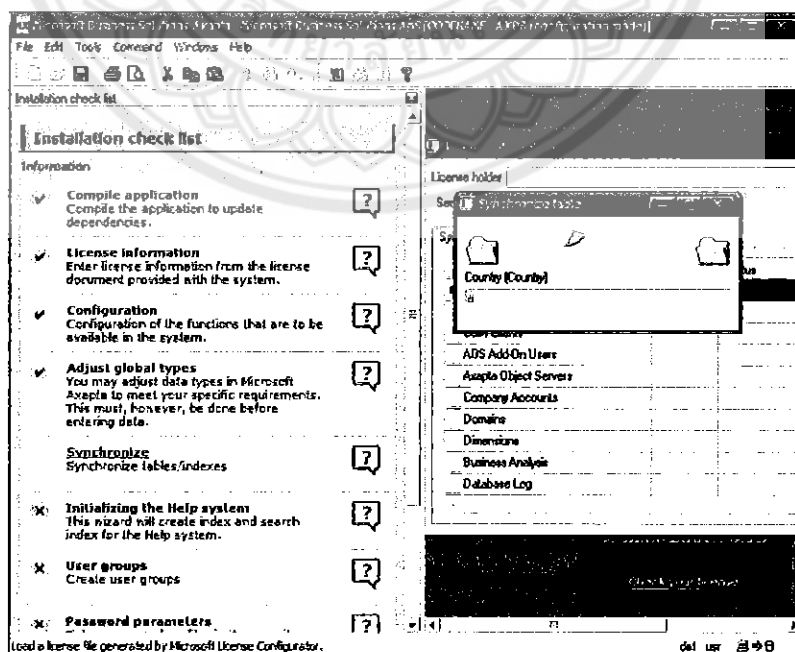 File Edit Tools Command Windows Help
Installation check list
Installation check list
Information
Compile application
Compile the application to update
dependencies.
License information
Enter license information from the license
document provided with the system.
Configuration
Configuration of the functions that are to be
available in the system.
Adjust global types
You may adjust data types in Microsoft
Axapta to meet your specific requirements.
This must, however, be done before
entering data.
Synchronize
Synchronize tables/indexes
Initializing the Help system
This wizard will create index and search
index for the Help system.
User groups
Create user groups
Password parameters
License holder
Synchronize table
Country (Country)
AOS Add-On Users
Axapta Object Servers
Company Accounts
Domains
Dimensions
Business Analysis
Database Log
Load a license file generated by Microsoft License Configurator.
dat usr